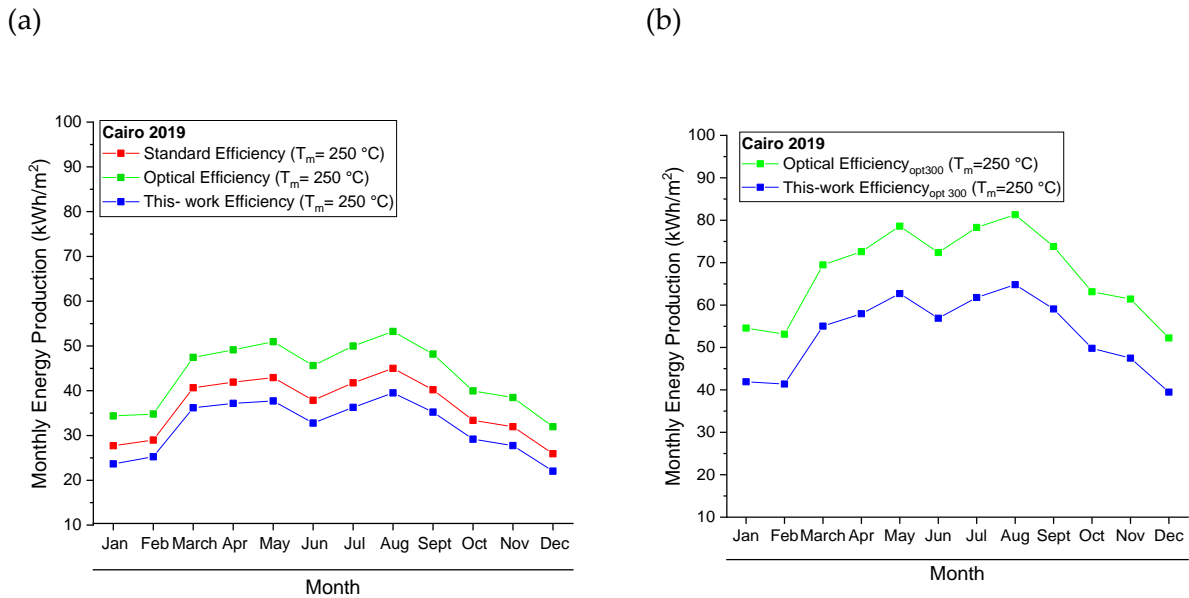 (a)
Monthly Energy Production (kWh/m²)
100
90
80
70
60
50
40
30
20
10
Cairo 2019
Standard Efficiency (Tₘ= 250 °C)
Optical Efficiency (Tₘ= 250 °C)
This- work Efficiency (Tₘ= 250 °C)
Jan Feb March Apr May Jun Jul Aug Sept Oct Nov Dec
Month
(b)
Monthly Energy Production (kWh/m²)
100
90
80
70
60
50
40
30
20
10
Cairo 2019
Optical Efficiency opt300 (Tₘ=250 °C)
This-work Efficiency opt 300 (Tₘ=250 °C)
Jan Feb March Apr May Jun Jul Aug Sept Oct Nov Dec
Month